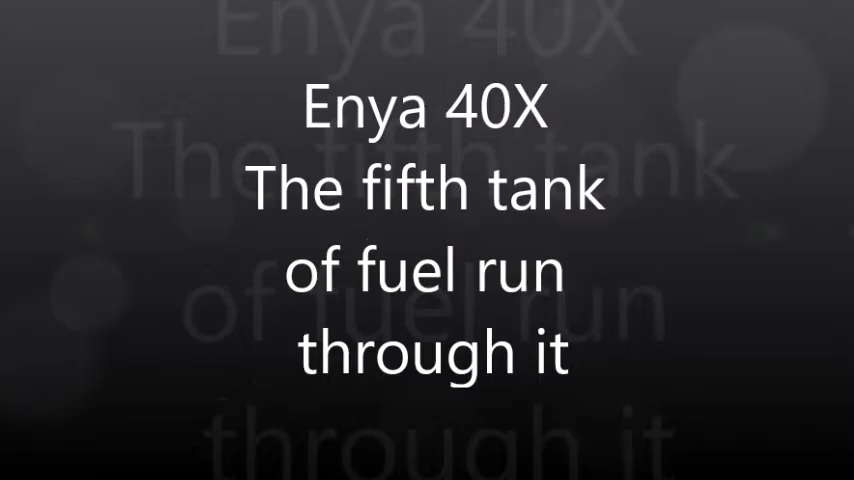 Enya 40X
The fifth tank
of fuel run
through it